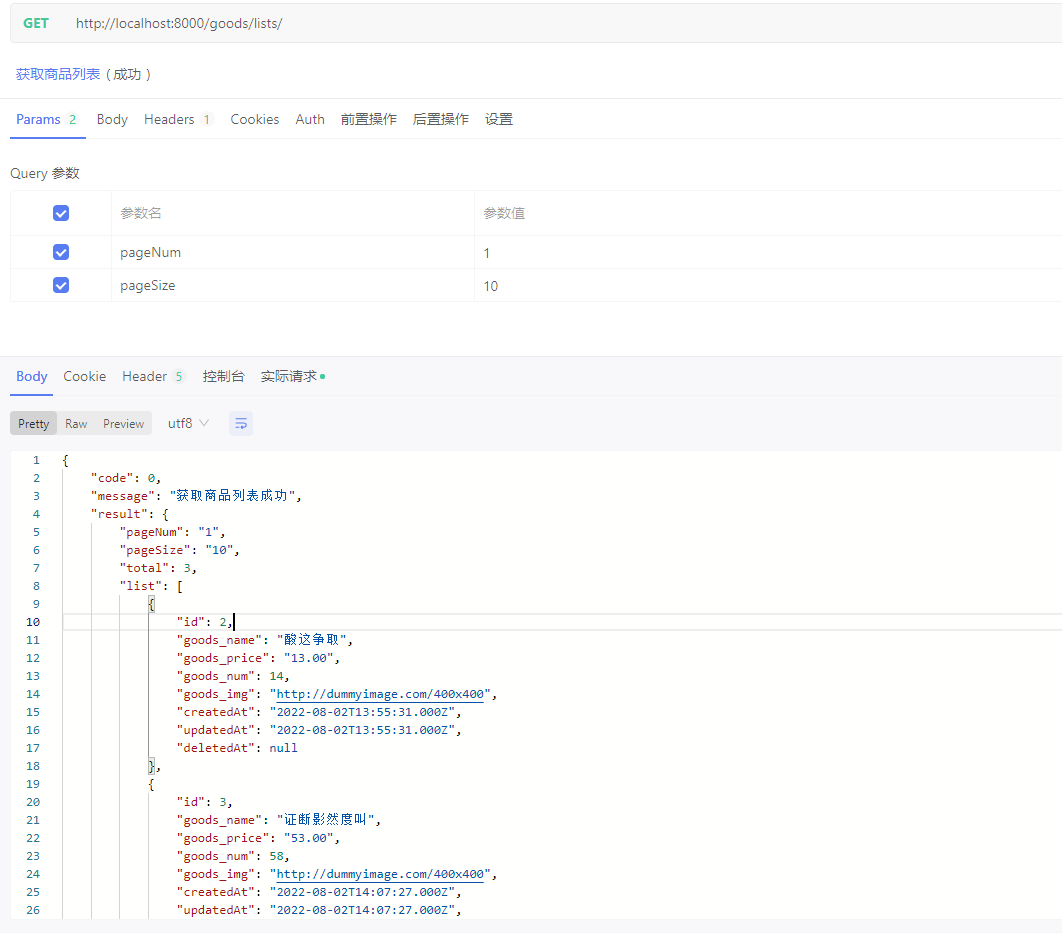 GET http://localhost:8000/goods/lists/
获取商品列表（成功）
Params 2 Body Headers 1 Cookies Auth 前置操作 后置操作 设置
Query 参数
参数名 参数值
pageNum 1
pageSize 10
Body Cookie Header 5 控制台 实际请求
Pretty Raw Preview utf8
1 {
2 "code": 0,
3 "message": "获取商品列表成功",
4 "result": {
5 "pageNum": "1",
6 "pageSize": "10",
7 "total": 3,
8 "list": [
9 {
10 "id": 2,
11 "goods_name": "酸这争取",
12 "goods_price": "13.00",
13 "goods_num": 14,
14 "goods_img": "http://dummyimage.com/400x400",
15 "createdAt": "2022-08-02T13:55:31.000Z",
16 "updatedAt": "2022-08-02T13:55:31.000Z",
17 "deletedAt": null
18 },
19 {
20 "id": 3,
21 "goods_name": "证断影然度叫",
22 "goods_price": "53.00",
23 "goods_num": 58,
24 "goods_img": "http://dummyimage.com/400x400",
25 "createdAt": "2022-08-02T14:07:27.000Z",
26 "updatedAt": "2022-08-02T14:07:27.000Z",